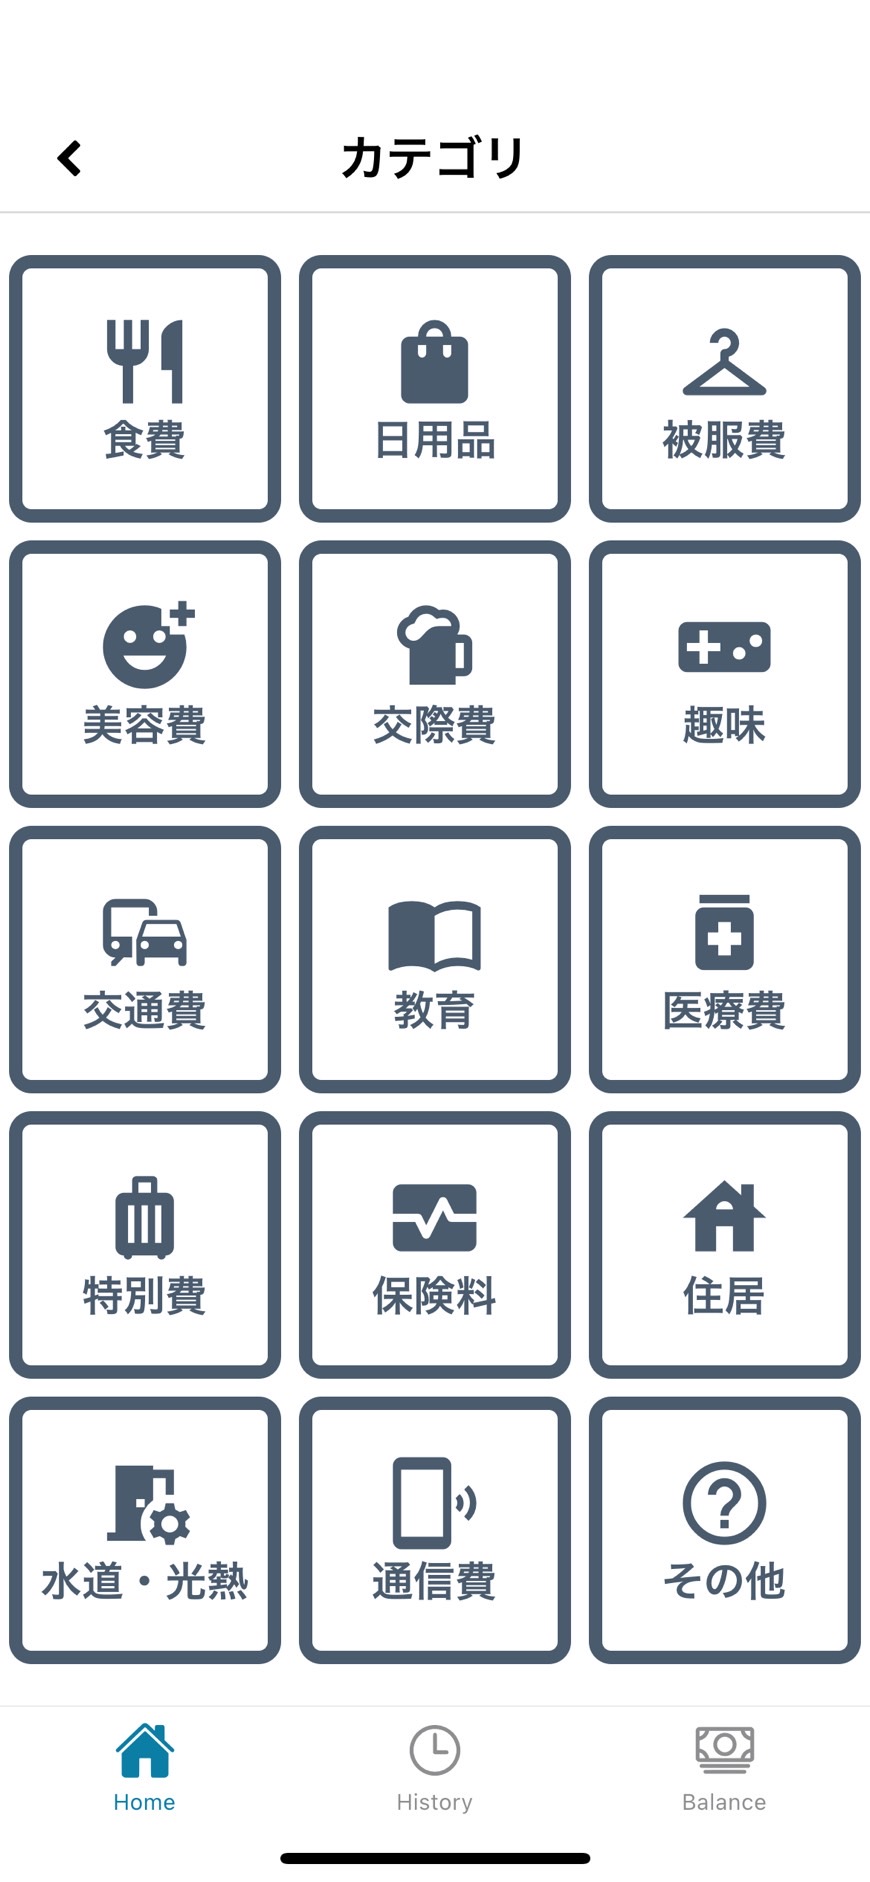 カテゴリ
食費
日用品
被服費
美容費
交際費
趣味
交通費
教育
医療費
特別費
保険料
住居
水道・光熱
通信費
その他
Home
History
Balance